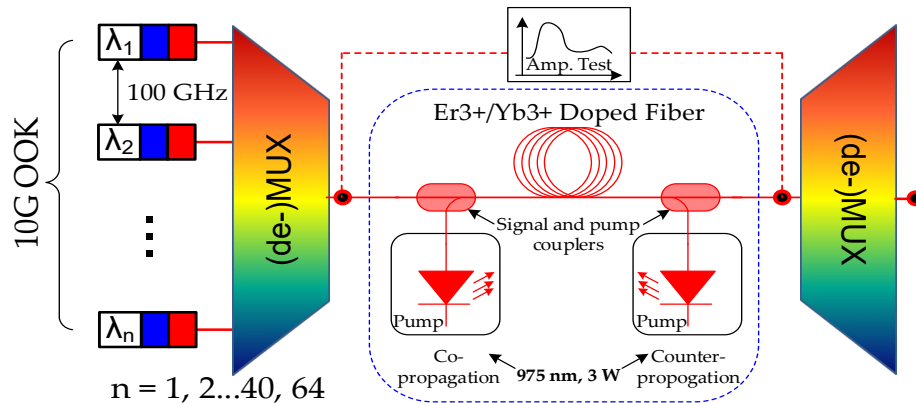 λ1
100 GHz
λ2
10G OOK
λn
n = 1, 2...40, 64
(de-)MUX
Amp. Test
Er3+/Yb3+ Doped Fiber
Signal and pump
couplers
Pump
Pump
Co-
propagation
975 nm, 3 W
Counter-
propogation
(de-)MUX